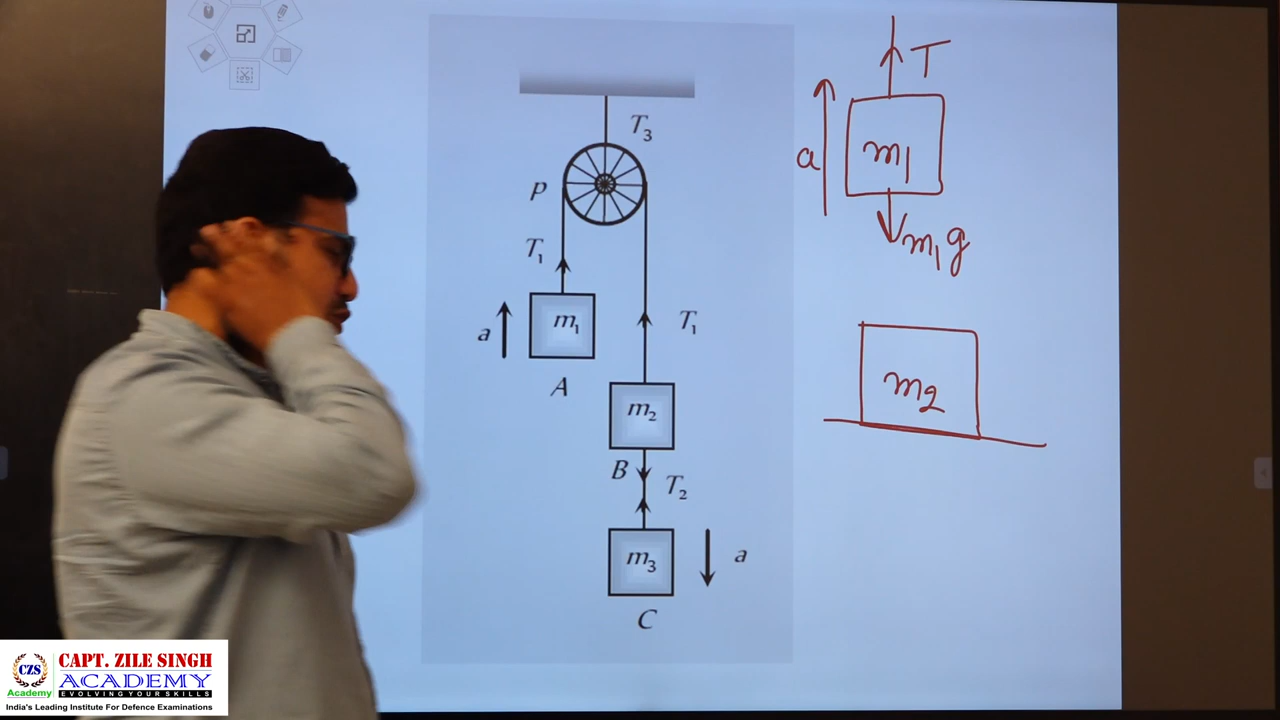 T₃
p
T₁
m₁
a
A
T₁
m₂
B
T₂
m₃
a
C
T
a
m₁
m₁g
m₂
CZS
Academy
CAPT. ZILE SINGH
ACADEMY
EVOLVING YOUR SKILLS
India's Leading Institute For Defence Examinations